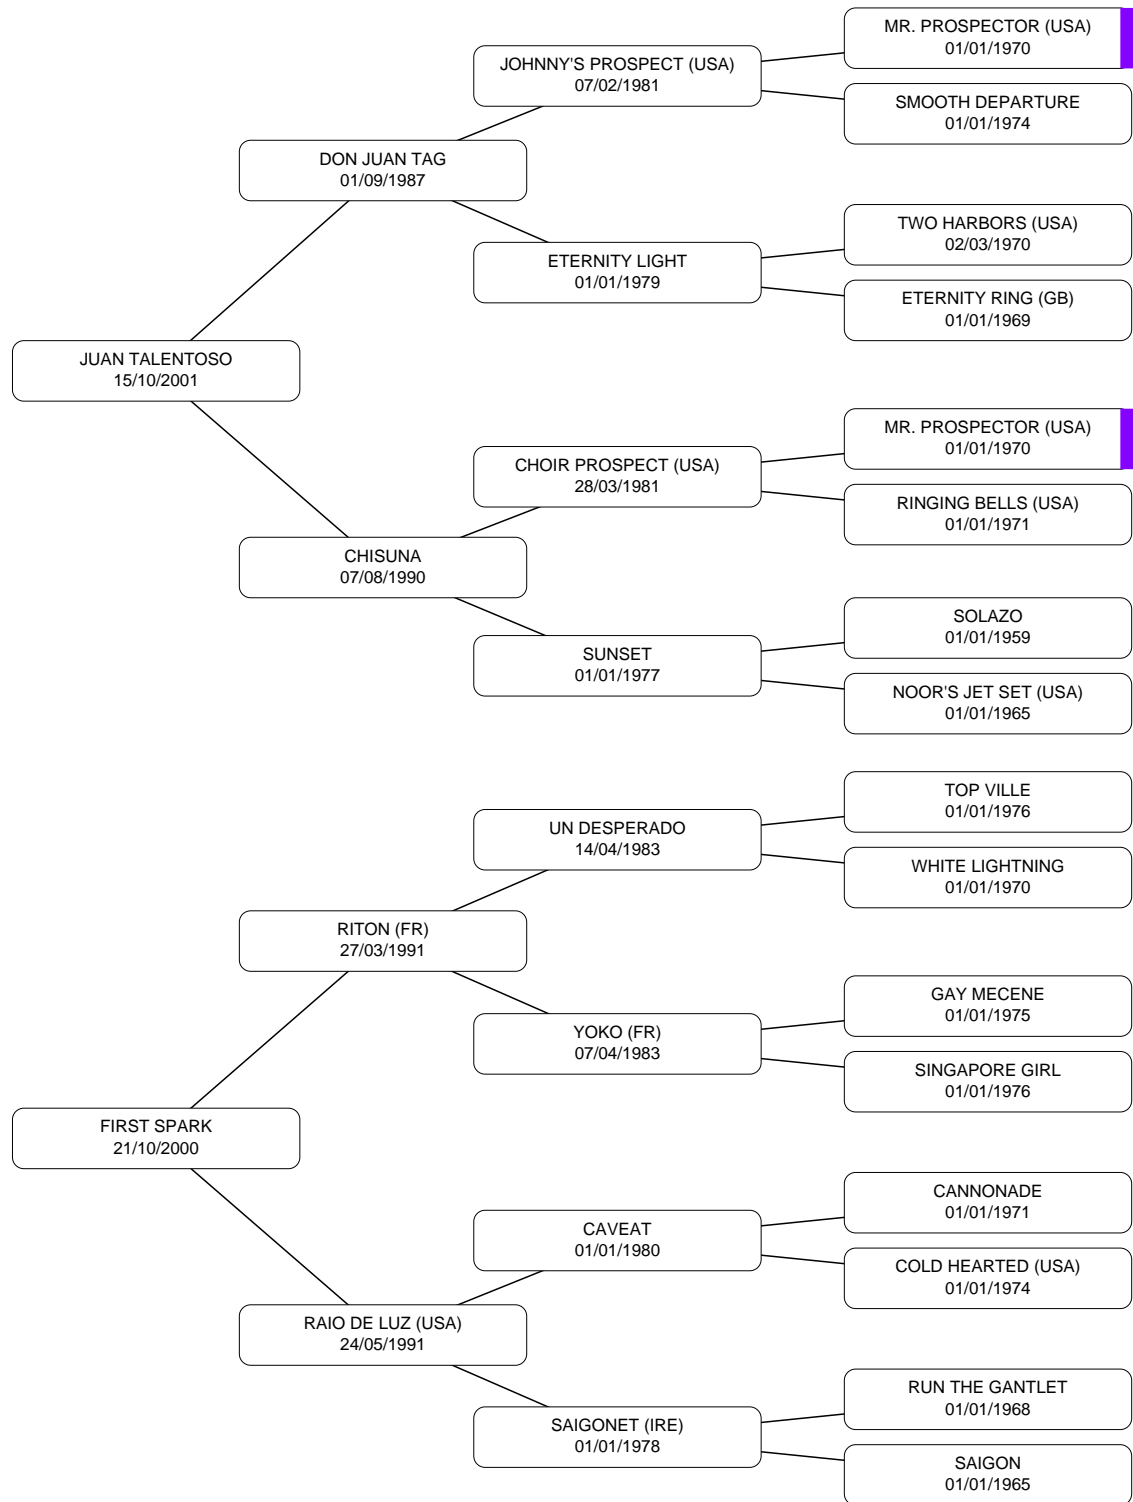 MR. PROSPECTOR (USA)
01/01/1970
JOHNNY'S PROSPECT (USA)
07/02/1981
SMOOTH DEPARTURE
01/01/1974
DON JUAN TAG
01/09/1987
TWO HARBORS (USA)
02/03/1970
ETERNITY LIGHT
01/01/1979
ETERNITY RING (GB)
01/01/1969
JUAN TALENTOSO
15/10/2001
MR. PROSPECTOR (USA)
01/01/1970
CHOIR PROSPECT (USA)
28/03/1981
RINGING BELLS (USA)
01/01/1971
CHISUNA
07/08/1990
SOLAZO
01/01/1959
SUNSET
01/01/1977
NOOR'S JET SET (USA)
01/01/1965
TOP VILLE
01/01/1976
UN DESPERADO
14/04/1983
WHITE LIGHTNING
01/01/1970
RITON (FR)
27/03/1991
GAY MECENE
01/01/1975
YOKO (FR)
07/04/1983
SINGAPORE GIRL
01/01/1976
FIRST SPARK
21/10/2000
CANNONADE
01/01/1971
CAVEAT
01/01/1980
COLD HEARTED (USA)
01/01/1974
RAIO DE LUZ (USA)
24/05/1991
RUN THE GANTLET
01/01/1968
SAIGONET (IRE)
01/01/1978
SAIGON
01/01/1965